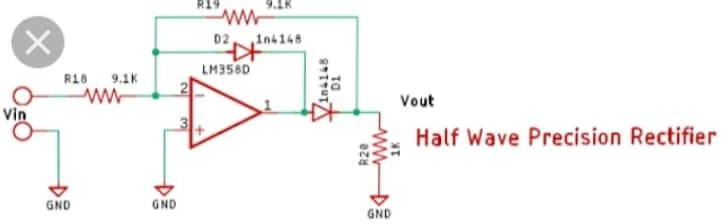 R19 9.1K
D2 1n4148
LM358D
R18 9.1K
2
-
1n4148
D1
1
Vin
3
+
Vout
Half Wave Precision Rectifier
R20
1K
GND
GND
GND